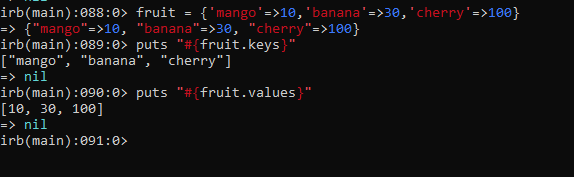 => nil
irb(main):088:0> fruit = {'mango'=>10,'banana'=>30,'cherry'=>100}
=> {"mango"=>10, "banana"=>30, "cherry"=>100}
irb(main):089:0> puts "#{fruit.keys}"
["mango", "banana", "cherry"]
=> nil
irb(main):090:0> puts "#{fruit.values}"
[10, 30, 100]
=> nil
irb(main):091:0>